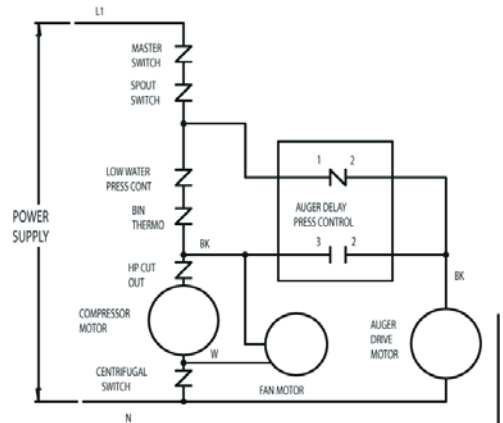 L1
MASTER
SWITCH
SPOUT
SWITCH
1 2
LOW WATER
PRESS CONT
AUGER DELAY
PRESS CONTROL
BIN
THERMO
POWER
SUPPLY
BK
3 2
HP CUT
OUT
BK
COMPRESSOR
MOTOR
AUGER
DRIVE
MOTOR
W
CENTRIFUGAL
SWITCH
FAN MOTOR
N